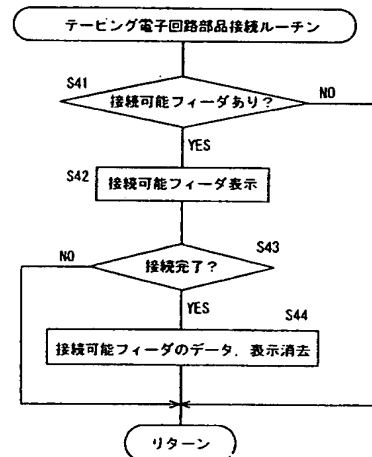 テーピング電子回路部品接続ルーチン
S41
接続可能フィーダあり?
NO
YES
S42
接続可能フィーダ表示
S43
NO
接続完了?
YES
S44
接続可能フィーダのデータ, 表示消去
リターン